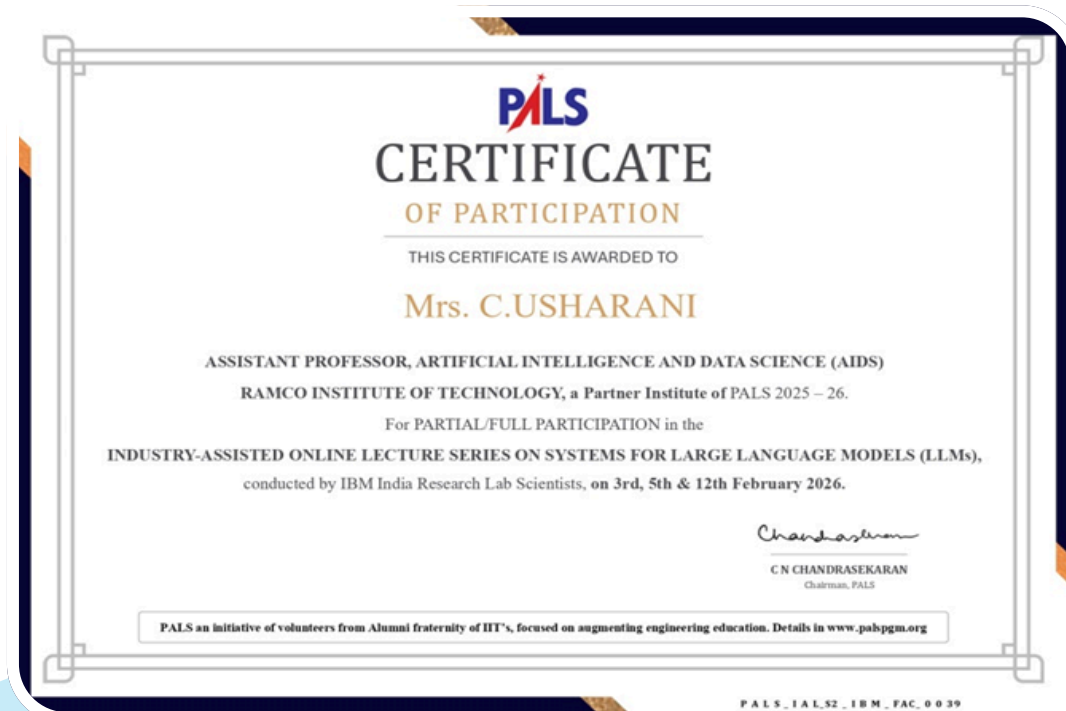 PALS
CERTIFICATE
OF PARTICIPATION
THIS CERTIFICATE IS AWARDED TO
Mrs. C.USHARANI
ASSISTANT PROFESSOR, ARTIFICIAL INTELLIGENCE AND DATA SCIENCE (AIDS)
RAMCO INSTITUTE OF TECHNOLOGY, a Partner Institute of PALS 2025 – 26.
For PARTIAL/FULL PARTICIPATION in the
INDUSTRY-ASSISTED ONLINE LECTURE SERIES ON SYSTEMS FOR LARGE LANGUAGE MODELS (LLMs),
conducted by IBM India Research Lab Scientists, on 3rd, 5th & 12th February 2026.
Chandrasekaran
C N CHANDRASEKARAN
Chairman, PALS
PALS an initiative of volunteers from Alumni fraternity of IIT's, focused on augmenting engineering education. Details in www.palspgm.org
PALS_IAL_S2_IBM_FAC_0039